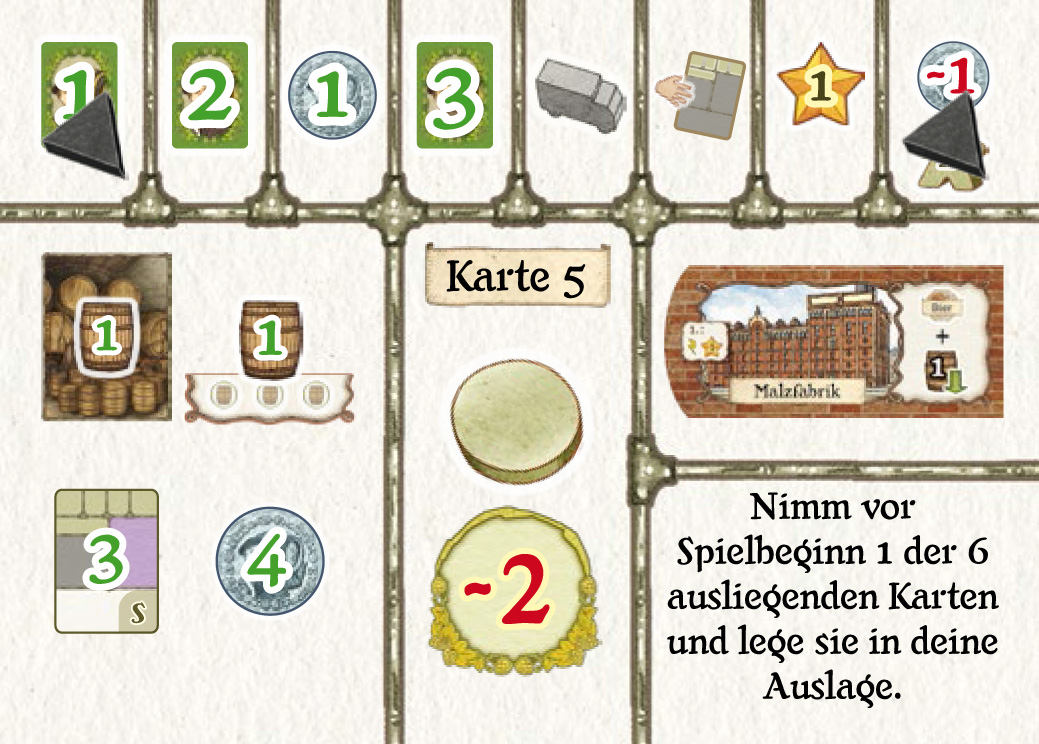 1
2
1
3
1
-1
Karte 5
1
1
1.:
Bier
+
1
Malzfabrik
3
S
4
-2
Nimm vor
Spielbeginn 1 der 6
ausliegenden Karten
und lege sie in deine
Auslage.